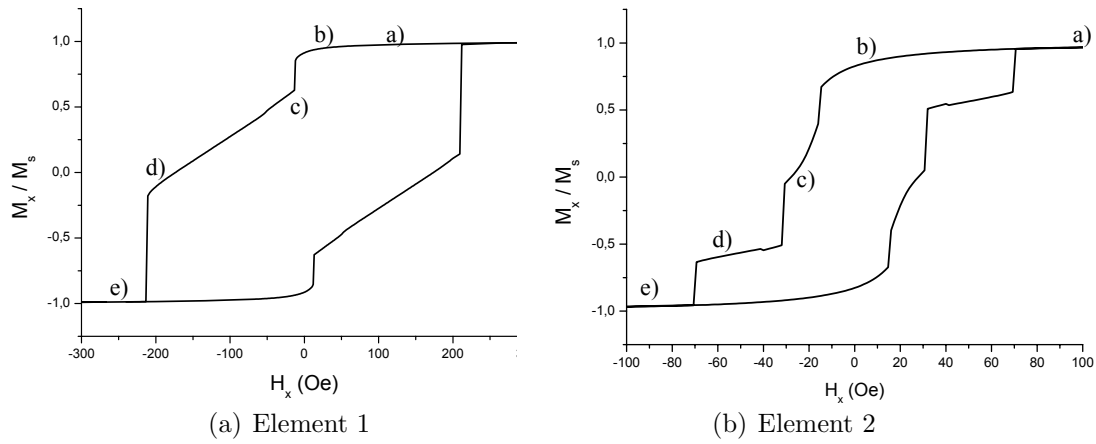 b) a)
1,0
0,5
c)
d)
0,0
M_x / M_s
-0,5
e)
-1,0
-300 -200 -100 0 100 200
H_x (Oe)
(a) Element 1
a)
1,0
b)
0,5
0,0
c)
M_x / M_s
-0,5
d)
e)
-1,0
-100 -80 -60 -40 -20 0 20 40 60 80 100
H_x (Oe)
(b) Element 2